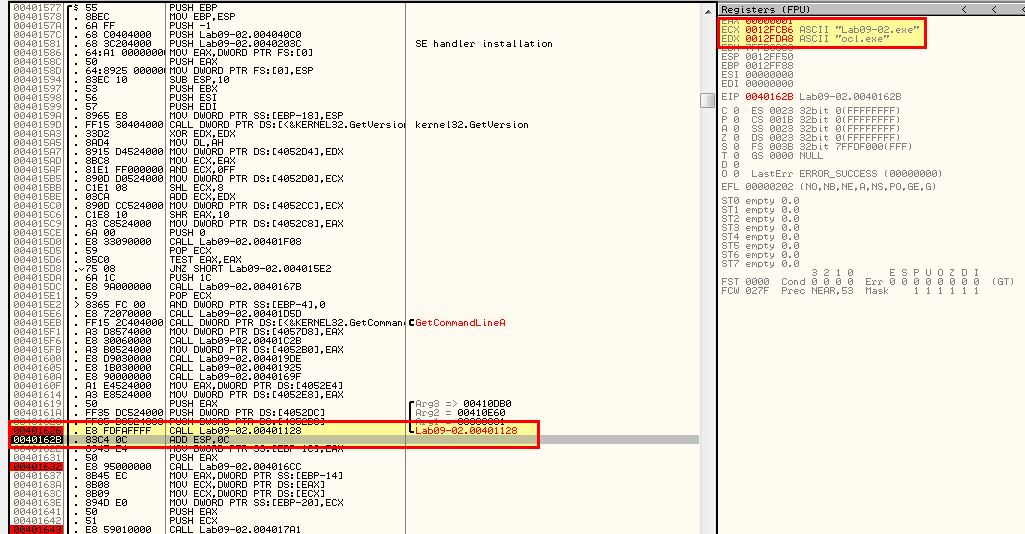 00401577 $ 55 PUSH EBP
00401578 . 8BEC MOV EBP,ESP
0040157A . 6A FF PUSH -1
0040157C . 68 C0404000 PUSH Lab09-02.004040C0
00401581 . 68 3C204000 PUSH Lab09-02.0040203C SE handler installation
00401586 . 64:A1 00000000 MOV EAX,DWORD PTR FS:[0]
0040158C . 50 PUSH EAX
0040158D . 64:8925 00000 MOV DWORD PTR FS:[0],ESP
00401594 . 83EC 10 SUB ESP,10
00401597 . 53 PUSH EBX
00401598 . 56 PUSH ESI
00401599 . 57 PUSH EDI
0040159A . 8965 E8 MOV DWORD PTR SS:[EBP-18],ESP
0040159D . FF15 30404000 CALL DWORD PTR DS:[<&KERNEL32.GetVersion kernel32.GetVersion
004015A3 . 33D2 XOR EDX,EDX
004015A5 . 8AD4 MOV DL,AH
004015A7 . 8915 D4524000 MOV DWORD PTR DS:[4052D4],EDX
004015AD . 8BC8 MOV ECX,EAX
004015AF . 81E1 FF000000 AND ECX,0FF
004015B5 . 890D D0524000 MOV DWORD PTR DS:[4052D0],ECX
004015BB . C1E1 08 SHL ECX,8
004015BE . 03CA ADD ECX,EDX
004015C0 . 890D CC524000 MOV DWORD PTR DS:[4052CC],ECX
004015C6 . C1E8 10 SHR EAX,10
004015C9 . A3 C8524000 MOV DWORD PTR DS:[4052C8],EAX
004015CE . 6A 00 PUSH 0
004015D0 . E8 33090000 CALL Lab09-02.00401F08
004015D5 . 59 POP ECX
004015D6 . 85C0 TEST EAX,EAX
004015D8 . 75 08 JNZ SHORT Lab09-02.004015E2
004015DA . 6A 1C PUSH 1C
004015DC . E8 9A000000 CALL Lab09-02.0040167B
004015E1 . 59 POP ECX
004015E2 > 8365 FC 00 AND DWORD PTR SS:[EBP-4],0
004015E6 . E8 72070000 CALL Lab09-02.00401D5D
004015EB . FF15 2C404000 CALL DWORD PTR DS:[<&KERNEL32.GetComman GetCommandLineA
004015F1 . A3 D8574000 MOV DWORD PTR DS:[4057D8],EAX
004015F6 . E8 30060000 CALL Lab09-02.00401C2B
004015FB . A3 B0524000 MOV DWORD PTR DS:[4052B0],EAX
00401600 . E8 D9030000 CALL Lab09-02.004019DE
00401605 . E8 1B030000 CALL Lab09-02.00401925
0040160A . E8 90000000 CALL Lab09-02.0040169F
0040160F . A1 E4524000 MOV EAX,DWORD PTR DS:[4052E4]
00401614 . A3 E8524000 MOV DWORD PTR DS:[4052E8],EAX
00401619 . 50 PUSH EAX Arg3 => 00410DB0
0040161A . FF35 DC524000 PUSH DWORD PTR DS:[4052DC] Arg2 = 00410E60
00401626 . E8 FDFAFFFF CALL Lab09-02.00401128 Lab09-02.00401128
0040162B . 83C4 0C ADD ESP,0C
00401631 . 50 PUSH EAX
00401632 . E8 95000000 CALL Lab09-02.004016CC
00401637 . 8B45 EC MOV EAX,DWORD PTR SS:[EBP-14]
0040163A . 8B08 MOV ECX,DWORD PTR DS:[EAX]
0040163C . 8B09 MOV ECX,DWORD PTR DS:[ECX]
0040163E . 894D E0 MOV DWORD PTR SS:[EBP-20],ECX
00401641 . 50 PUSH EAX
00401642 . 51 PUSH ECX
00401643 . E8 59010000 CALL Lab09-02.004017A1
Registers (FPU) < < <
EAX 00000001
ECX 0012FCB6 ASCII "Lab09-02.exe"
EDX 0012FDA8 ASCII "ocl.exe"
ESP 0012FF50
EBP 0012FF88
ESI 00000000
EDI 00000000
EIP 0040162B Lab09-02.0040162B
C 0 ES 0023 32bit 0(FFFFFFFF)
P 0 CS 001B 32bit 0(FFFFFFFF)
A 0 SS 0023 32bit 0(FFFFFFFF)
Z 0 DS 0023 32bit 0(FFFFFFFF)
S 0 FS 003B 32bit 7FFDF000(FFF)
T 0 GS 0000 NULL
D 0
O 0 LastErr ERROR_SUCCESS (00000000)
EFL 00000202 (NO,NB,NE,A,NS,PO,GE,G)
ST0 empty 0.0
ST1 empty 0.0
ST2 empty 0.0
ST3 empty 0.0
ST4 empty 0.0
ST5 empty 0.0
ST6 empty 0.0
ST7 empty 0.0
3 2 1 0 E S P U O Z D I
FST 0000 Cond 0 0 0 0 Err 0 0 0 0 0 0 0 0 (GT)
FCW 027F Prec NEAR,53 Mask 1 1 1 1 1 1